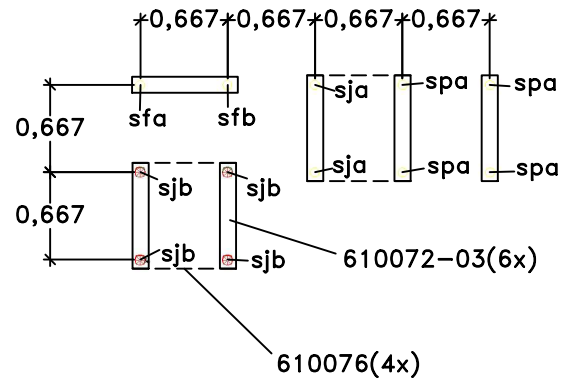 0,667 0,667 0,667 0,667
sja spa spa
sfa sfb
0,667
sja spa spa
sjb sjb
0,667
sjb sjb
610072-03(6x)
610076(4x)